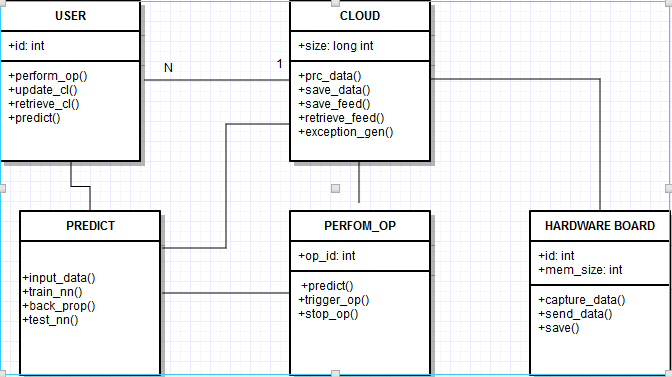 USER
+id: int
+perform_op()
+update_cl()
+retrieve_cl()
+predict()
N
1
CLOUD
+size: long int
+prc_data()
+save_data()
+save_feed()
+retrieve_feed()
+exception_gen()
PREDICT
+input_data()
+train_nn()
+back_prop()
+test_nn()
PERFOM_OP
+op_id: int
+predict()
+trigger_op()
+stop_op()
HARDWARE BOARD
+id: int
+mem_size: int
+capture_data()
+send_data()
+save()